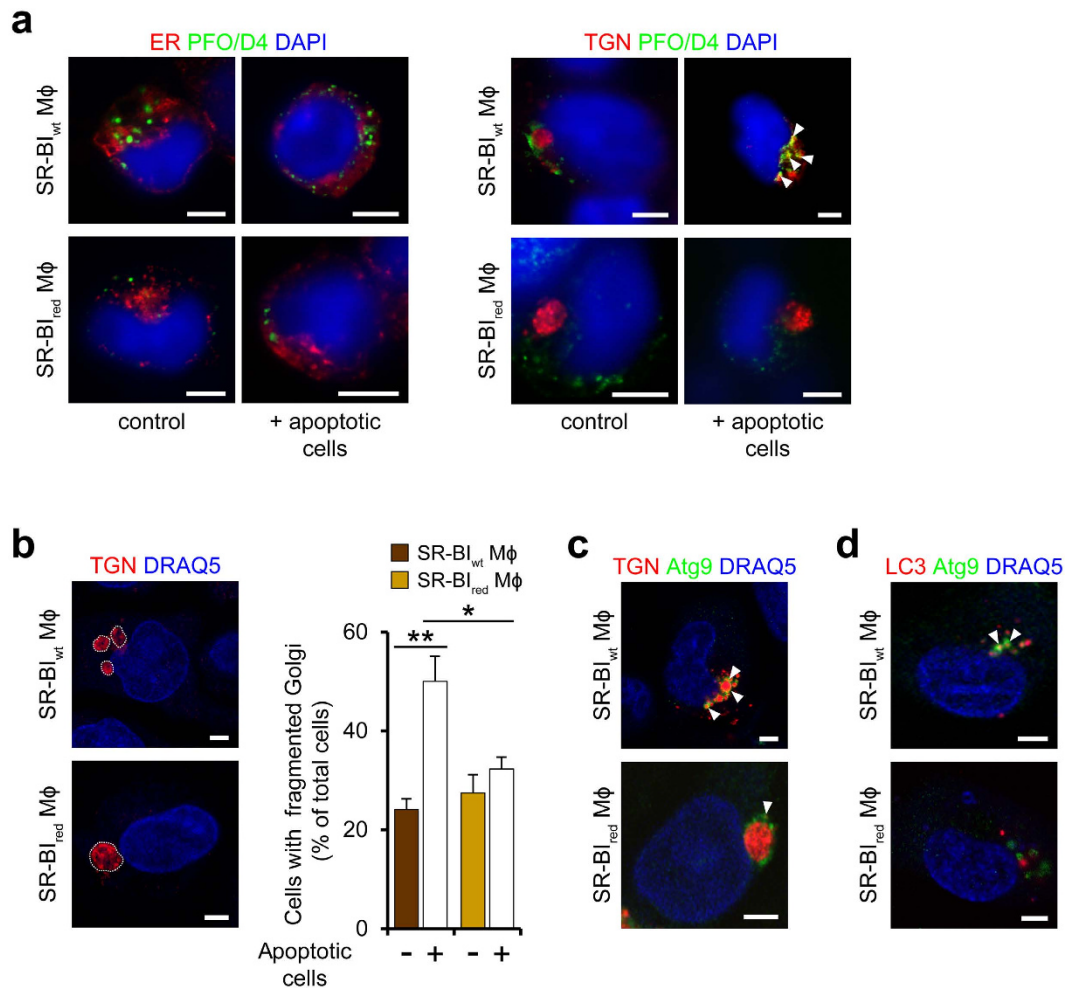 a
ER PFO/D4 DAPI
TGN PFO/D4 DAPI
SR-BIwt Mϕ
SR-BIred Mϕ
SR-BIwt Mϕ
SR-BIred Mϕ
control
+ apoptotic
cells
control
+ apoptotic
cells
b
TGN DRAQ5
SR-BIwt Mϕ
SR-BIred Mϕ
SR-BIwt Mϕ
SR-BIred Mϕ
Cells with fragmented Golgi
(% of total cells)
60
40
20
0
**
*
Apoptotic
cells
- + - +
c
TGN Atg9 DRAQ5
SR-BIwt Mϕ
SR-BIred Mϕ
d
LC3 Atg9 DRAQ5
SR-BIwt Mϕ
SR-BIred Mϕ